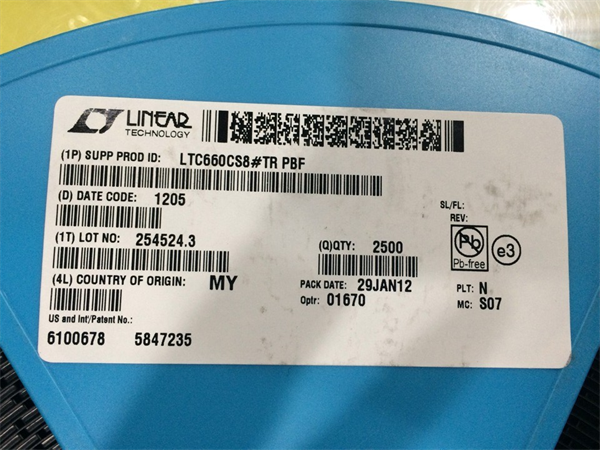 LINEAR
TECHNOLOGY
(1P) SUPP PROD ID: LTC660CS8#TR PBF
(D) DATE CODE: 1205
SL/FL:
REV:
(1T) LOT NO: 254524.3
(Q)QTY: 2500
Pb
Pb-free
e3
(4L) COUNTRY OF ORIGIN: MY
PACK DATE: 29JAN12
PLT: N
Optr: 01670
MC: S07
US and Int'l Patent No.:
6100678 5847235